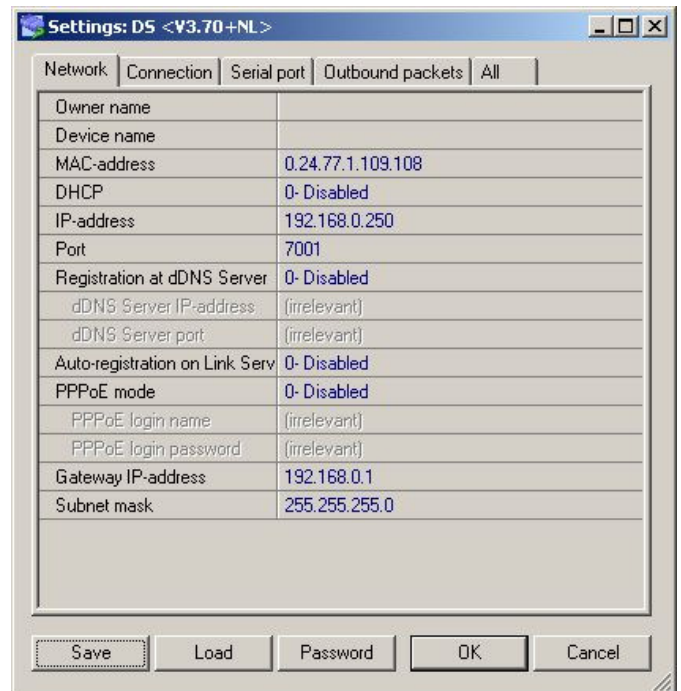 Settings: DS <V3.70+NL>
Network Connection Serial port Outbound packets All
Owner name
Device name
MAC-address 0.24.77.1.109.108
DHCP 0- Disabled
IP-address 192.168.0.250
Port 7001
Registration at dDNS Server 0- Disabled
dDNS Server IP-address (irrelevant)
dDNS Server port (irrelevant)
Auto-registration on Link Serv 0- Disabled
PPPoE mode 0- Disabled
PPPoE login name (irrelevant)
PPPoE login password (irrelevant)
Gateway IP-address 192.168.0.1
Subnet mask 255.255.255.0
Save Load Password OK Cancel